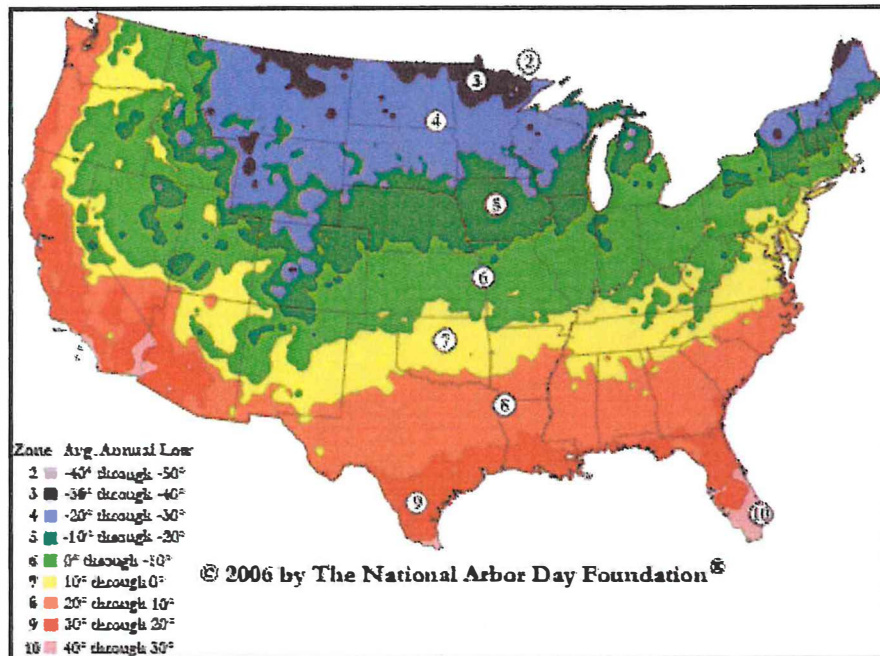 2
3
4
5
6
7
8
9
10
Zone Avg. Annual Low
2 -40° through -50°
3 -30° through -40°
4 -20° through -30°
5 -10° through -20°
6 0° through -10°
7 10° through 0°
8 20° through 10°
9 30° through 20°
10 40° through 30°
© 2006 by The National Arbor Day Foundation®